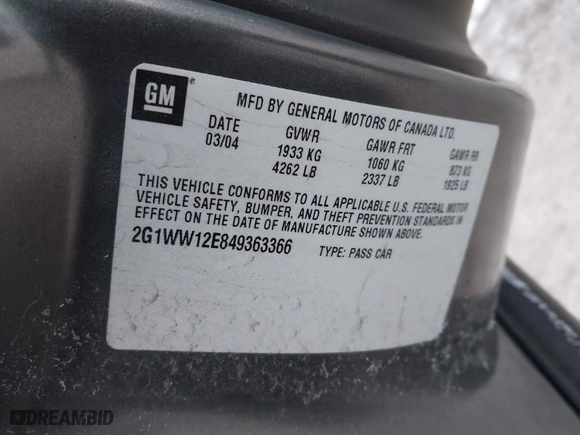 GM
MFD BY GENERAL MOTORS OF CANADA LTD.
DATE GVWR GAWR FRT GAWR RR
03/04 1933 KG 1060 KG 873 KG
4262 LB 2337 LB 1925 LB
THIS VEHICLE CONFORMS TO ALL APPLICABLE U.S. FEDERAL MOTOR
VEHICLE SAFETY, BUMPER, AND THEFT PREVENTION STANDARDS IN
EFFECT ON THE DATE OF MANUFACTURE SHOWN ABOVE.
2G1WW12E849363366 TYPE: PASS CAR
DREAMBID